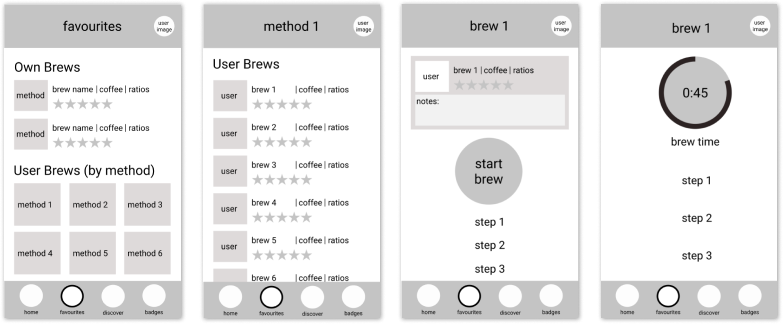 favourites
user
image
Own Brews
method
brew name | coffee | ratios
method
brew name | coffee | ratios
User Brews (by method)
method 1
method 2
method 3
method 4
method 5
method 6
home
favourites
discover
badges
method 1
user
image
User Brews
user
brew 1 | coffee | ratios
user
brew 2 | coffee | ratios
user
brew 3 | coffee | ratios
user
brew 4 | coffee | ratios
user
brew 5 | coffee | ratios
brew 6 | coffee | ratios
home
favourites
discover
badges
brew 1
user
image
user
brew 1 | coffee | ratios
notes:
start
brew
step 1
step 2
step 3
home
favourites
discover
badges
brew 1
user
image
0:45
brew time
step 1
step 2
step 3
home
favourites
discover
badges